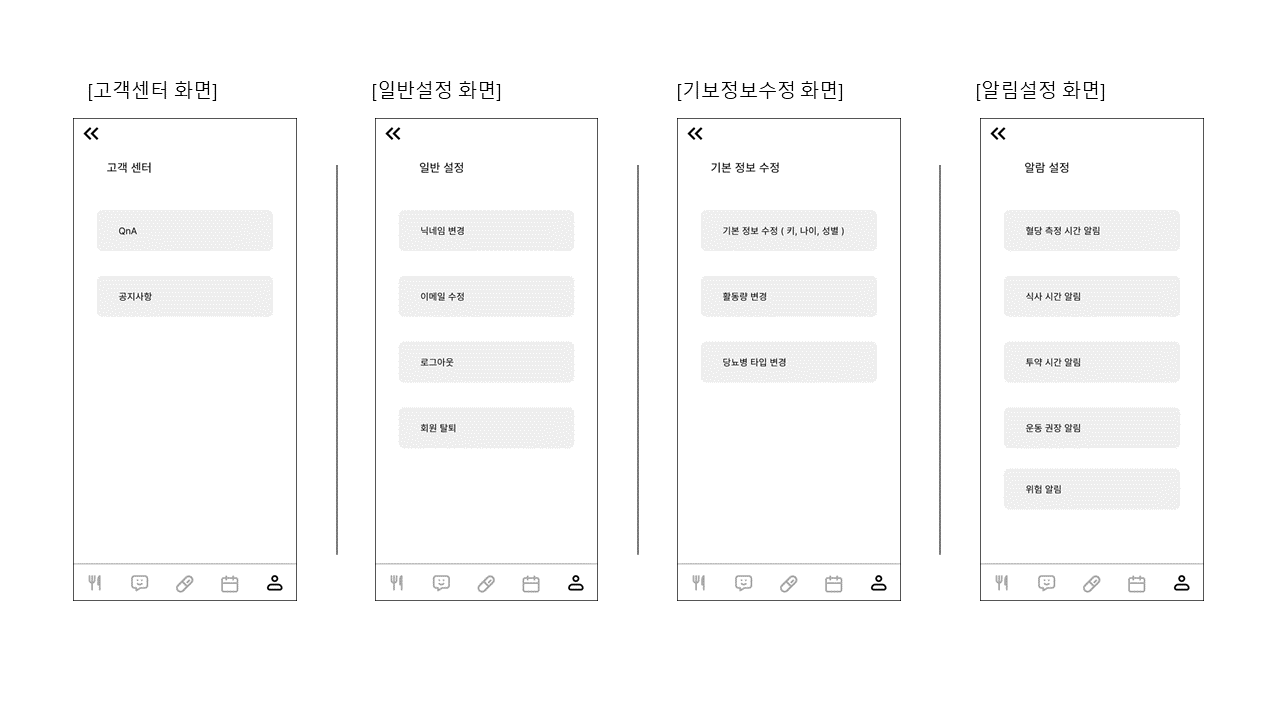 [고객센터 화면]
고객 센터
QnA
공지사항
[일반설정 화면]
일반 설정
닉네임 변경
이메일 수정
로그아웃
회원 탈퇴
[기보정보수정 화면]
기본 정보 수정
기본 정보 수정 ( 키, 나이, 성별 )
활동량 변경
당뇨병 타입 변경
[알림설정 화면]
알람 설정
혈당 측정 시간 알림
식사 시간 알림
투약 시간 알림
운동 권장 알림
위험 알림